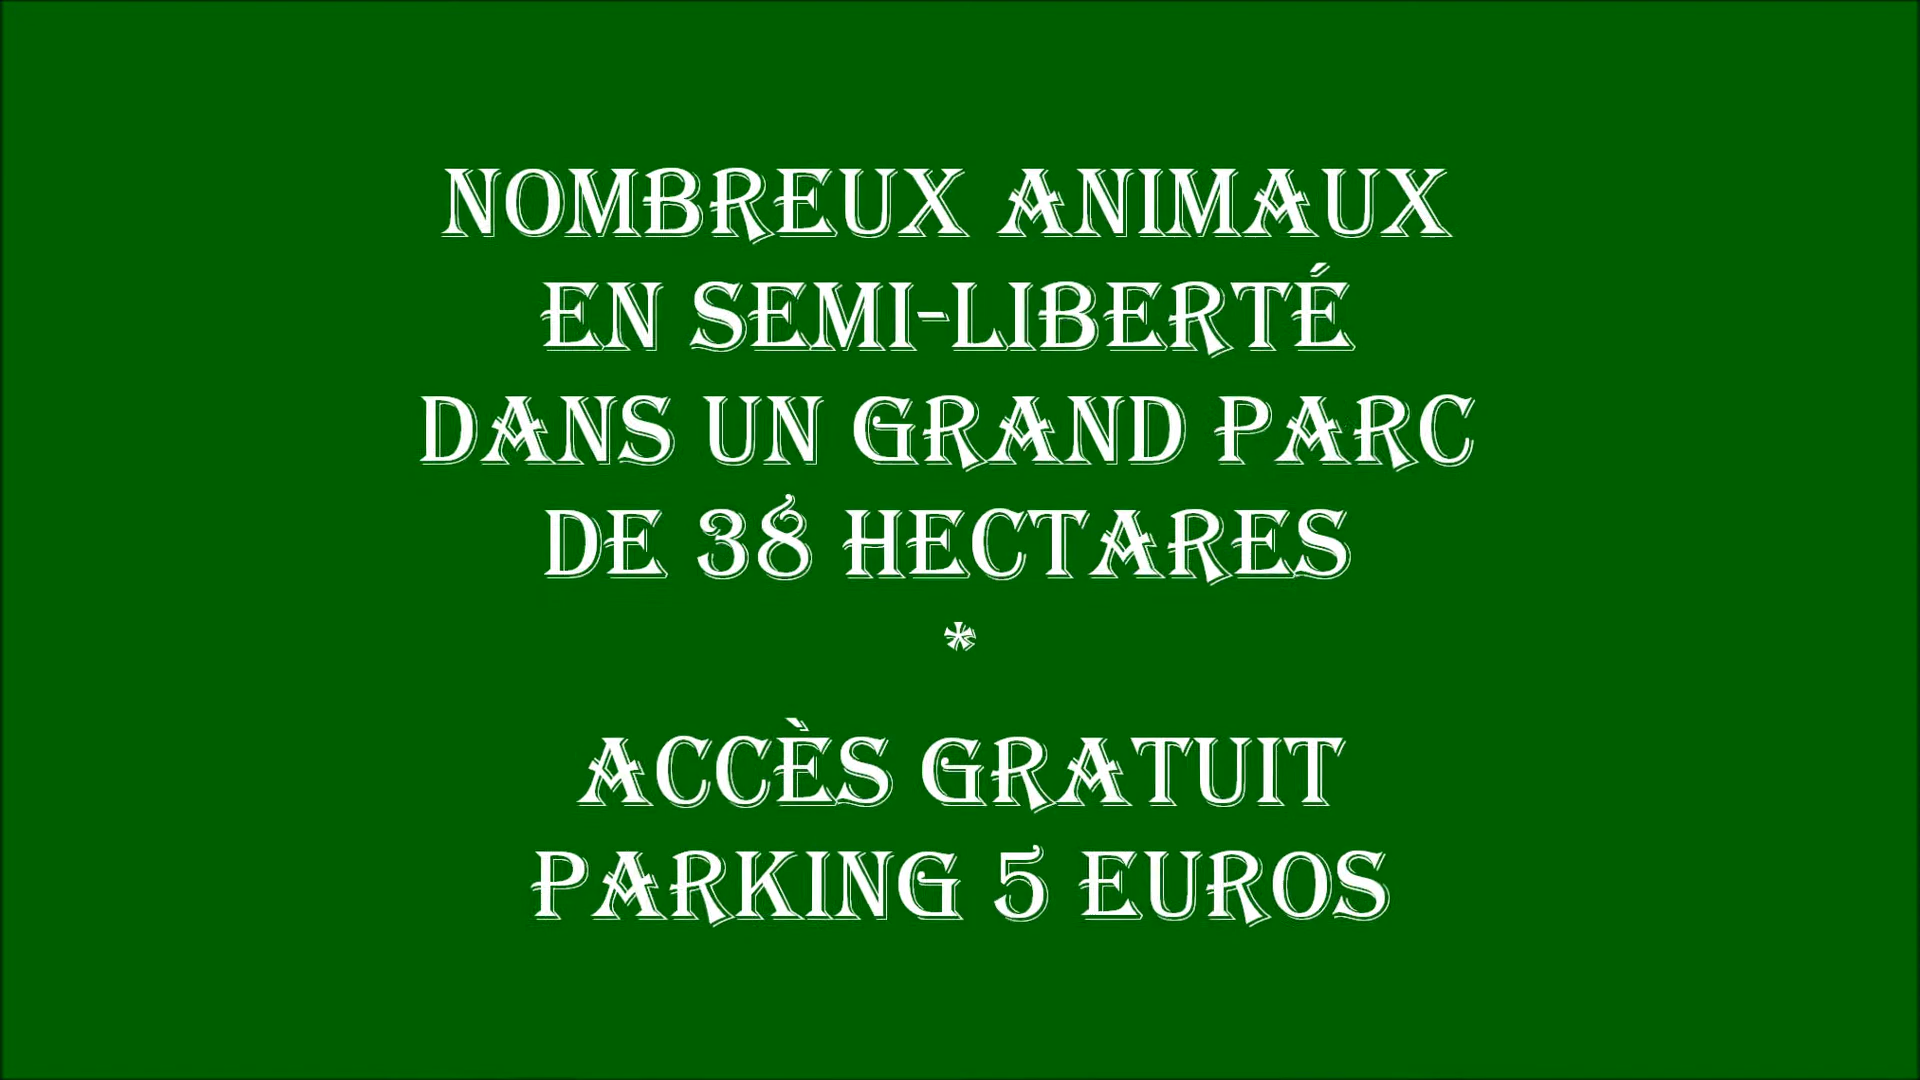 NOMBREUX ANIMAUX
EN SEMI-LIBERTÉ
DANS UN GRAND PARC
DE 38 HECTARES
*
ACCÈS GRATUIT
PARKING 5 EUROS